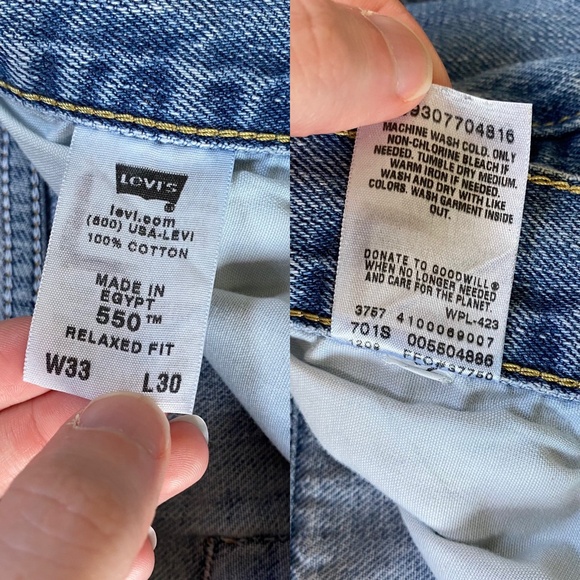 LEVI'S
levi.com
(800) USA-LEVI
100% COTTON
MADE IN
EGYPT
550™
RELAXED FIT
W33 L30
9307704816
MACHINE WASH COLD. ONLY
NON-CHLORINE BLEACH IF
NEEDED. TUMBLE DRY MEDIUM.
WARM IRON IF NEEDED.
WASH AND DRY WITH LIKE
COLORS. WASH GARMENT INSIDE
OUT.
DONATE TO GOODWILL®
WHEN NO LONGER NEEDED
AND CARE FOR THE PLANET.
WPL-423
3757 4100069007
701S 005504886
1208